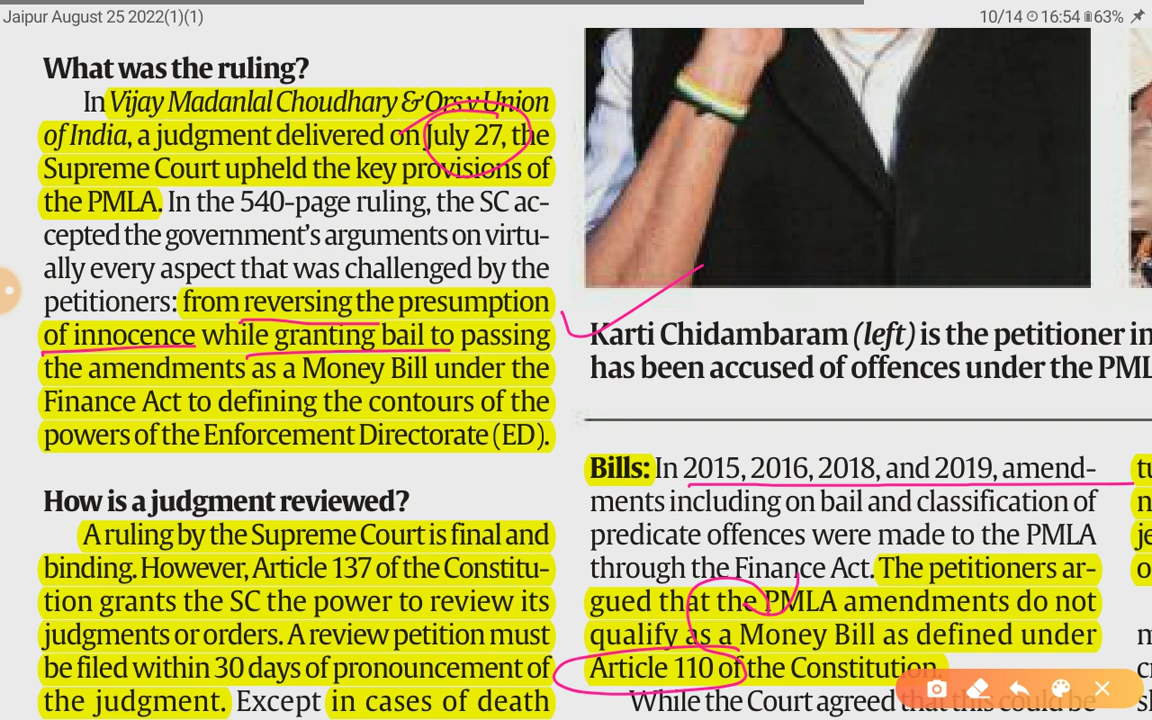 Jaipur August 25 2022(1)(1)
10/14 16:54 63%
What was the ruling?
In Vijay Madanlal Choudhary & Ors v Union
of India, a judgment delivered on July 27, the
Supreme Court upheld the key provisions of
the PMLA. In the 540-page ruling, the SC ac-
cepted the government's arguments on virtu-
ally every aspect that was challenged by the
petitioners: from reversing the presumption
of innocence while granting bail to passing
the amendments as a Money Bill under the
Finance Act to defining the contours of the
powers of the Enforcement Directorate (ED).
How is a judgment reviewed?
A ruling by the Supreme Court is final and
binding. However, Article 137 of the Constitu-
tion grants the SC the power to review its
judgments or orders. A review petition must
be filed within 30 days of pronouncement of
the judgment. Except in cases of death
Karti Chidambaram (left) is the petitioner in
has been accused of offences under the PML
Bills: In 2015, 2016, 2018, and 2019, amend-
ments including on bail and classification of
predicate offences were made to the PMLA
through the Finance Act. The petitioners ar-
gued that the PMLA amendments do not
qualify as a Money Bill as defined under
Article 110 of the Constitution.
While the Court agreed that this could be
tu
n
je
o
m
cr
sh